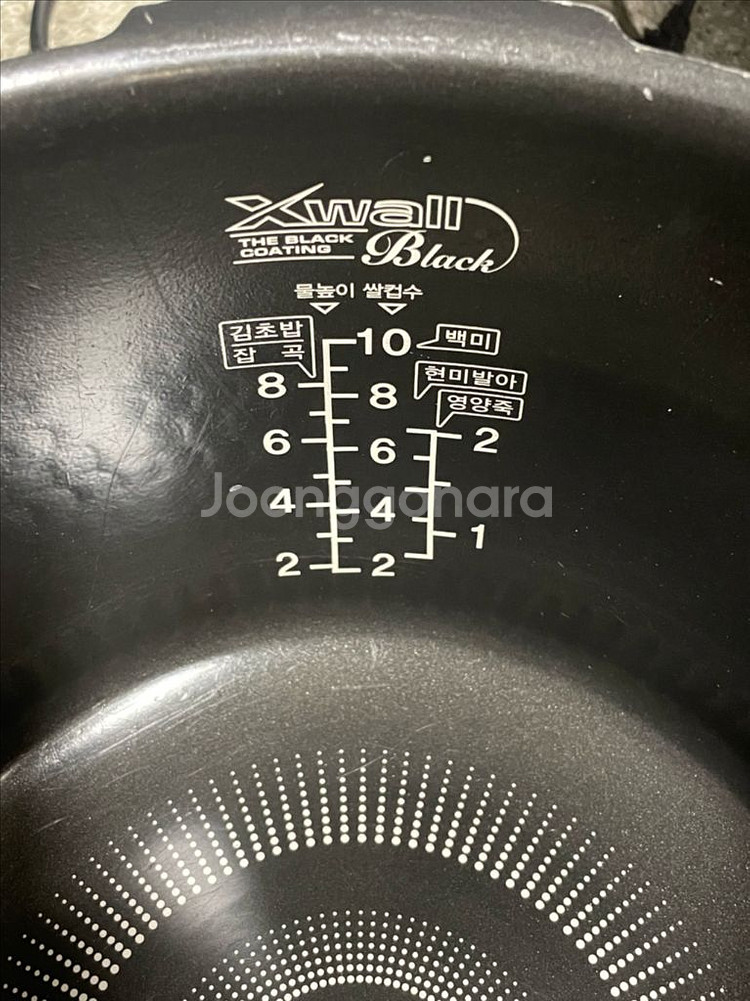 Xwall
THE BLACK
COATING
Black
물높이 쌀컵수
김초밥
잡 곡
10 백미
8 8 현미발아
영양죽
6 6 2
4 4 1
2 2
Joonggonara